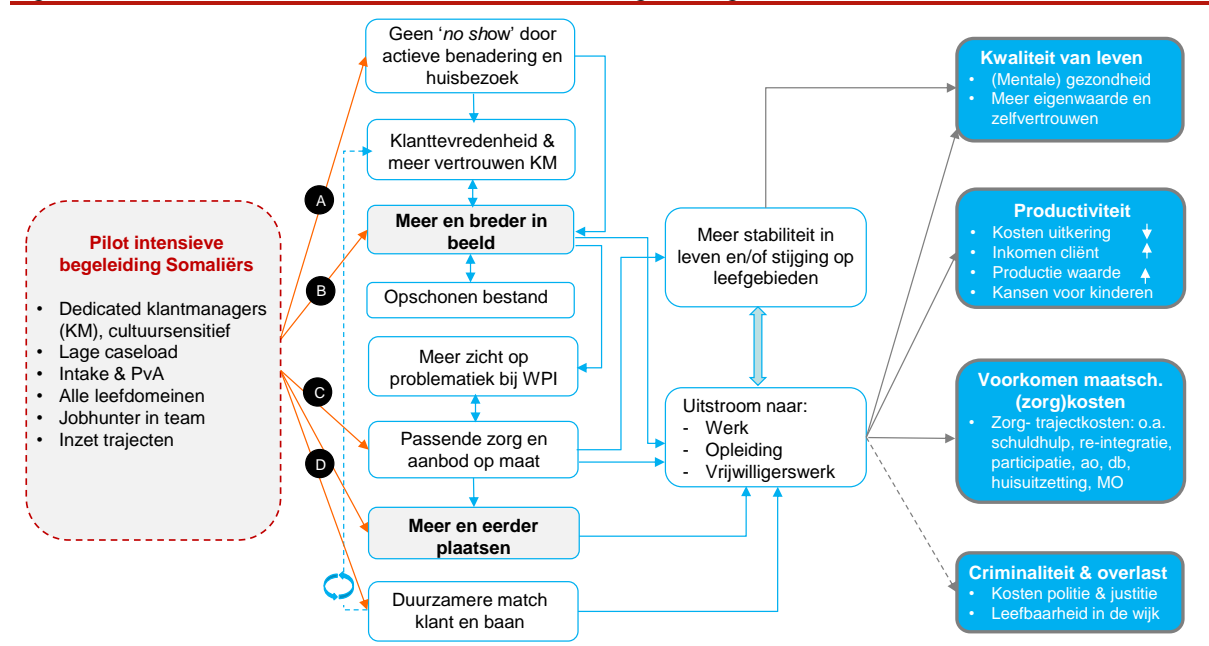 Pilot intensieve
begeleiding Somaliërs
• Dedicated klantmanagers
(KM), cultuursensitief
• Lage caseload
• Intake & PvA
• Alle leefdomeinen
• Jobhunter in team
• Inzet trajecten
A
B
C
D
Geen ‘no show’ door
actieve benadering en
huisbezoek
Klanttevredenheid &
meer vertrouwen KM
Meer en breder in
beeld
Opschonen bestand
Meer zicht op
problematiek bij WPI
Passende zorg en
aanbod op maat
Meer en eerder
plaatsen
Duurzamere match
klant en baan
Meer stabiliteit in
leven en/of stijging op
leefgebieden
Uitstroom naar:
- Werk
- Opleiding
- Vrijwilligerswerk
Kwaliteit van leven
• (Mentale) gezondheid
• Meer eigenwaarde en
zelfvertrouwen
Productiviteit
• Kosten uitkering
• Inkomen cliënt
• Productie waarde
• Kansen voor kinderen
Voorkomen maatsch.
(zorg)kosten
• Zorg- trajectkosten: o.a.
schuldhulp, re-integratie,
participatie, ao, db,
huisuitzetting, MO
Criminaliteit & overlast
• Kosten politie & justitie
• Leefbaarheid in de wijk